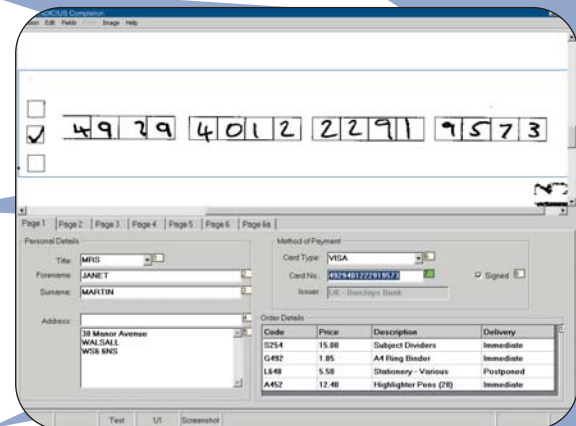 Completion
Edit Fields Form Image Help
4929 4012 2291 9573
Page 1 Page 2 Page 3 Page 4 Page 5 Page 6 Page 6a
Personal Details
Title: MRS
Forename: JANET
Surname: MARTIN
Address:
30 Manor Avenue
WALSALL
WS6 6NS
Method of Payment
Card Type: VISA
Card No.: 4929401222919573
Signed
Issuer: UK - Barclays Bank
Order Details
Code Price Description Delivery
S254 15.00 Subject Dividers Immediate
G492 1.85 A4 Ring Binder Immediate
L648 5.50 Stationery - Various Postponed
A452 12.40 Highlighter Pens (20) Immediate
Test 1/1 Screenshot